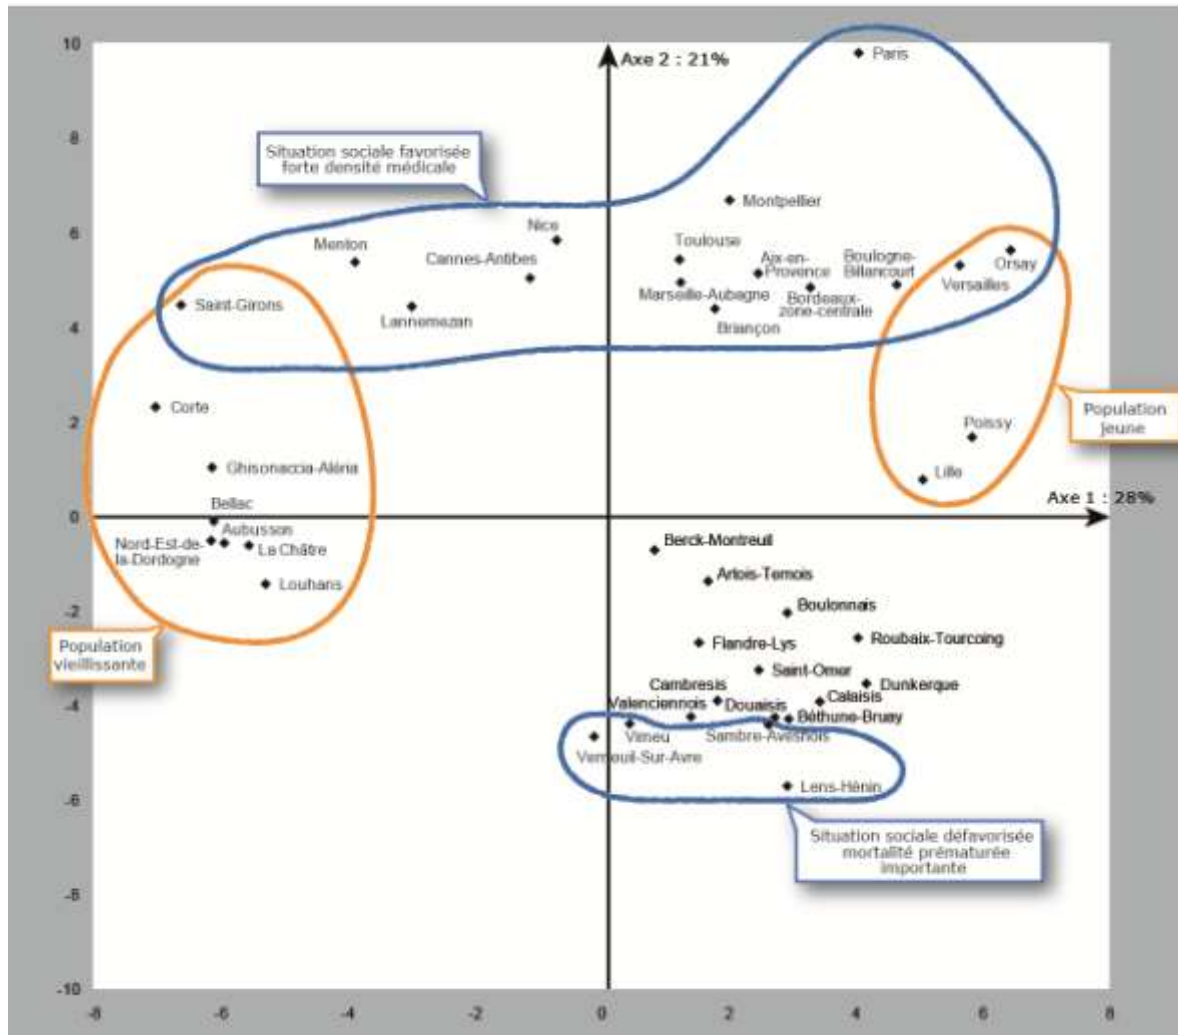 10
Paris
Axe 2 : 21%
8
Situation sociale favorisée
forte densité médicale
Montpellier
6
Nice
Menton
Toulouse
Cannes-Antibes
Aix-en-
Provence
Boulogne-
Billancourt
Orsay
Versailles
Saint-Girons
Marseille-Aubagne
Bordeaux-
zone-centrale
Lannemezan
Briançon
4
Corte
2
Population
jeune
Poissy
Ghisonaccia-Aléria
Lille
Bellac
Axe 1 : 28%
0
Aubusson
Nord-Est-de-
la-Dordogne
La Châtre
Berck-Montreuil
Louhans
Artois-Ternois
Boulonnais
-2
Population
vieillissante
Flandre-Lys
Roubaix-Tourcoing
Saint-Omer
Cambresis
Dunkerque
-4
Valenciennois
Douaisis
Calaisis
Béthune-Bruay
Vimeu
Sambre-Avesnois
Verneuil-Sur-Avre
Lens-Hénin
-6
Situation sociale défavorisée
mortalité prématurée
importante
-8
-10
-8
-6
-4
-2
0
2
4
6
8